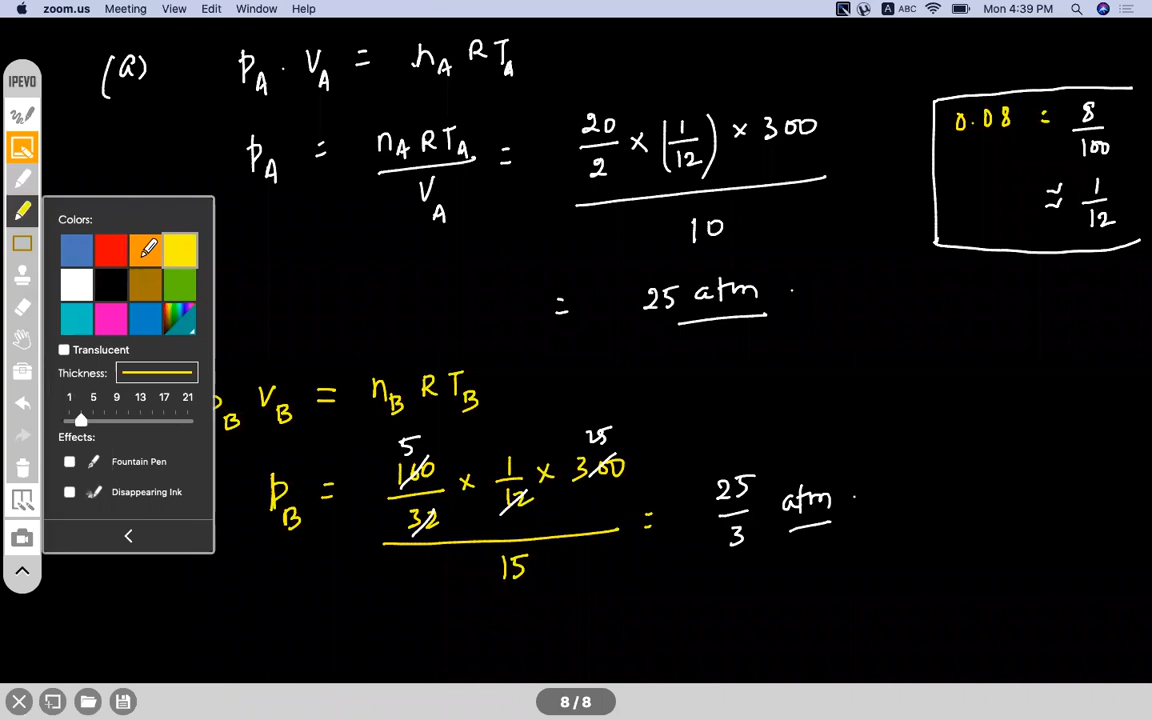 zoom.us Meeting View Edit Window Help ABC Mon 4:39 PM
IPEVO
(a) p_A . V_A = n_A R T_A
p_A = n_A R T_A / V_A = 20/2 × (1/12) × 300 / 10
0.08 = 8/100
≈ 1/12
= 25 atm .
Colors:
Translucent
Thickness:
1 5 9 13 17 21
Effects:
Fountain Pen
Disappearing Ink
p_B V_B = n_B R T_B
5 25
p_B = 160/32 × 1/12 × 300 / 15 = 25/3 atm .
8 / 8